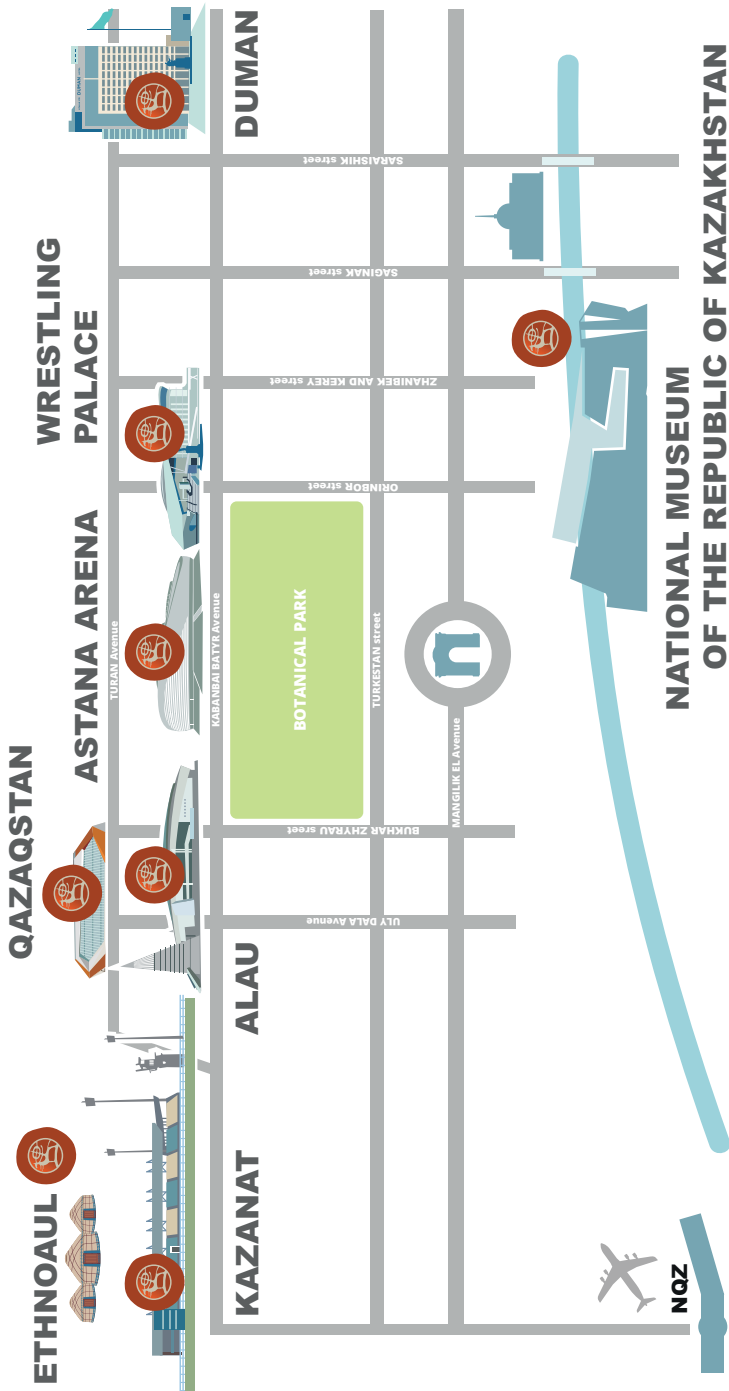 DUMAN
SARAISHIK street
SAGINAK street
WRESTLING
PALACE
ZHANIBEK AND KEREY street
ORINBOR street
NATIONAL MUSEUM
OF THE REPUBLIC OF KAZAKHSTAN
ASTANA ARENA
TURAN Avenue
KABANBAI BATYR Avenue
BOTANICAL PARK
TURKESTAN street
MANGILIK EL Avenue
QAZAQSTAN
BUKHAR ZHYRAU sreet
ULY DALA Avenue
ALAU
KAZANAT
ETHNOAUL
NQZ